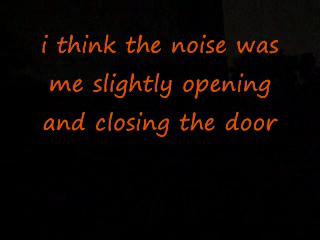 i think the noise was
me slightly opening
and closing the door